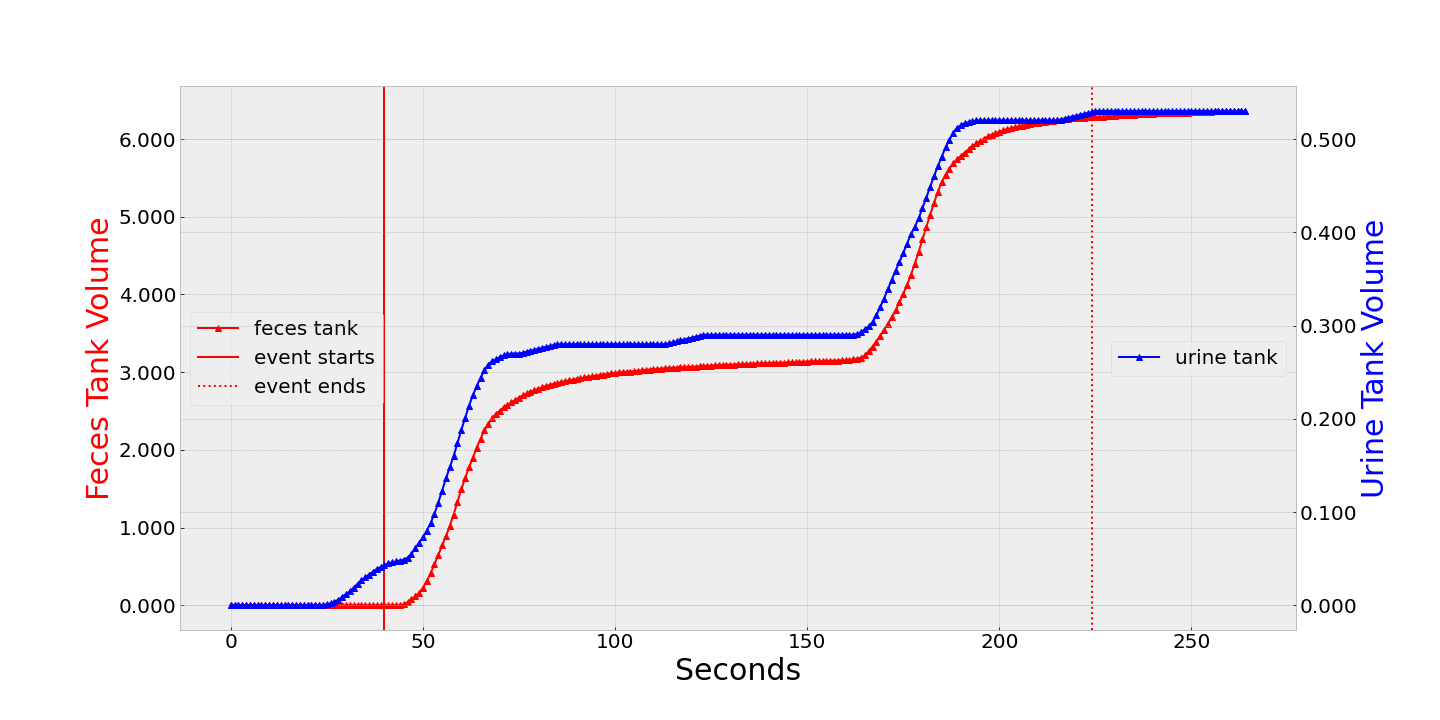 Feces Tank Volume
6.000
5.000
4.000
3.000
2.000
1.000
0.000
feces tank
event starts
event ends
urine tank
0.500
0.400
0.300
0.200
0.100
0.000
Urine Tank Volume
0 50 100 150 200 250
Seconds